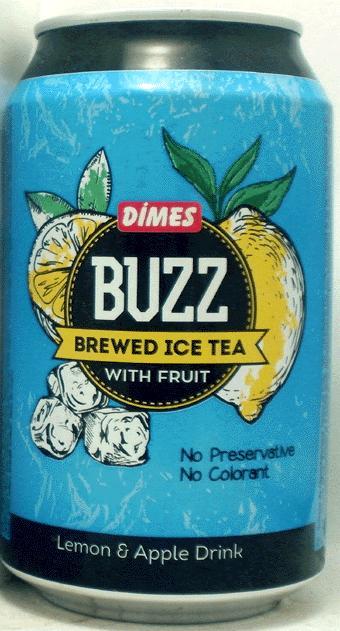 DİMES
BUZZ
BREWED ICE TEA
WITH FRUIT
No Preservative
No Colorant
Lemon & Apple Drink